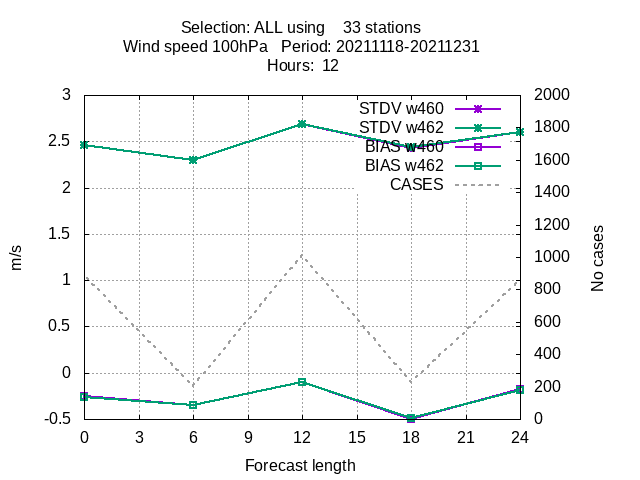 Selection: ALL using 33 stations
Wind speed 100hPa Period: 20211118-20211231
Hours: 12
STDV w460
STDV w462
BIAS w460
BIAS w462
CASES
3
2.5
2
1.5
1
0.5
0
-0.5
2000
1800
1600
1400
1200
1000
800
600
400
200
0
m/s
No cases
0 3 6 9 12 15 18 21 24
Forecast length